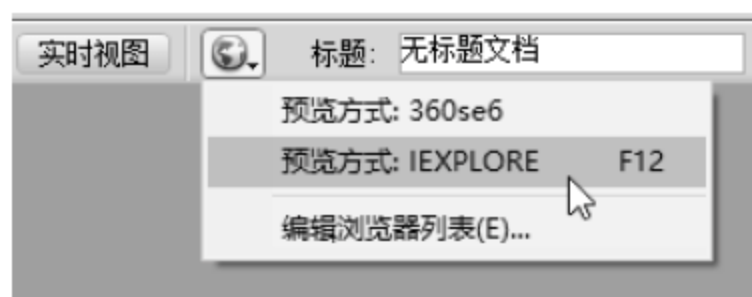 实时视图 标题: 无标题文档
预览方式: 360se6
预览方式: IEXPLORE F12
编辑浏览器列表(E)...